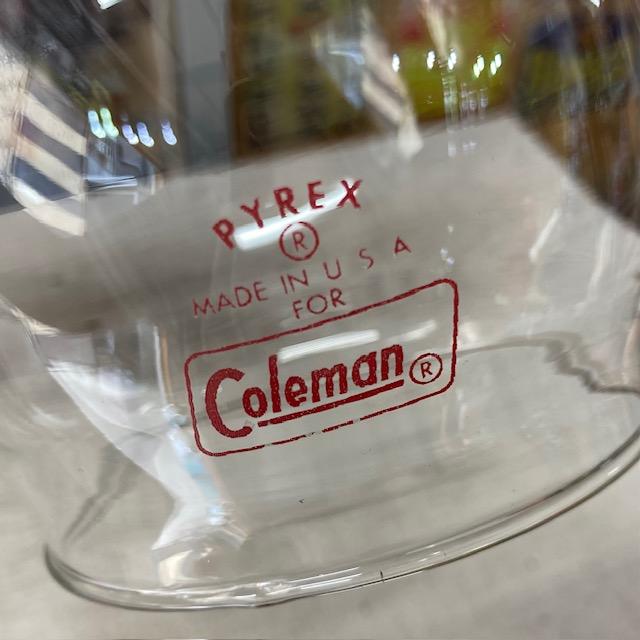 PYREX
®
MADE IN U S A
FOR
Coleman®